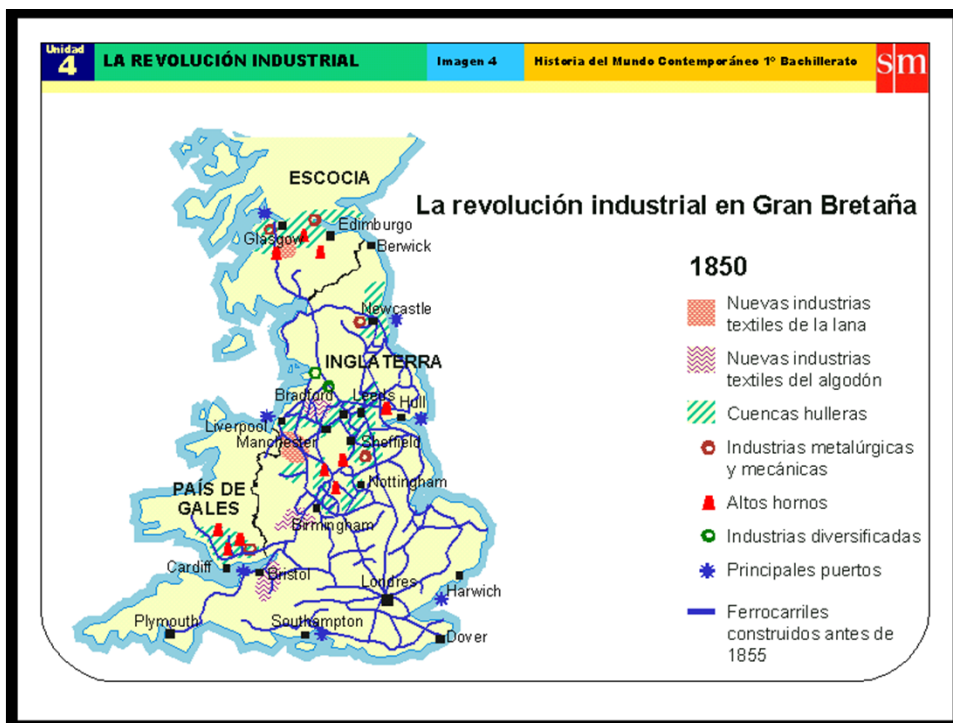 Unidad
4
LA REVOLUCIÓN INDUSTRIAL
Imagen 4
Historia del Mundo Contemporáneo 1º Bachillerato
sm
ESCOCIA
La revolución industrial en Gran Bretaña
Edimburgo
Glasgow
Berwick
1850
Nuevas industrias
textiles de la lana
Newcastle
INGLATERRA
Nuevas industrias
textiles del algodón
Bradford
Leeds
Hull
Cuencas hulleras
Liverpool
Manchester
Sheffield
Industrias metalúrgicas
y mecánicas
Nottingham
PAÍS DE
GALES
Altos hornos
Birmingham
Industrias diversificadas
Cardiff
Bristol
Principales puertos
Londres
Harwich
Plymouth
Southampton
Dover
Ferrocarriles
construidos antes de
1855